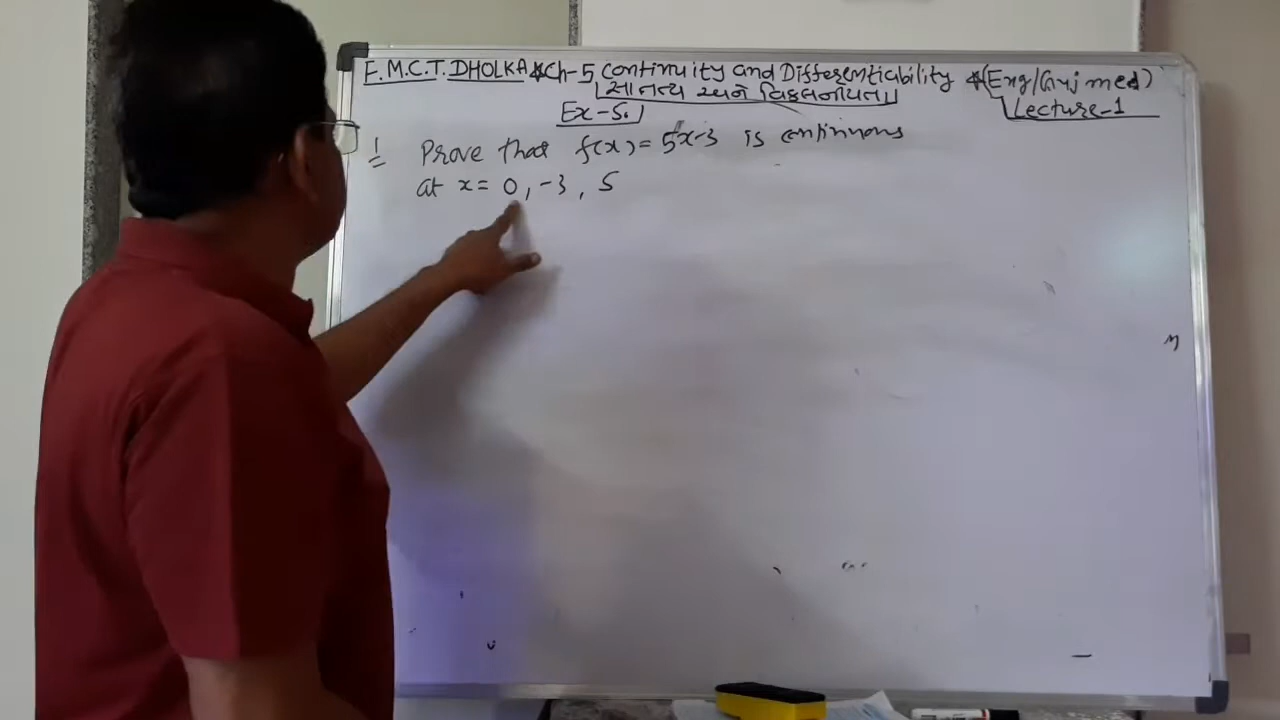 F.M.C.T. DHOLKA * Ch-5 Continuity and Differentiability * (Eng/Guj med)
સાતત્ય અને વિકલનીયતા
Lecture-1
Ex-5.1
1 Prove that f(x) = 5x-3 is continuous
at x = 0, -3, 5